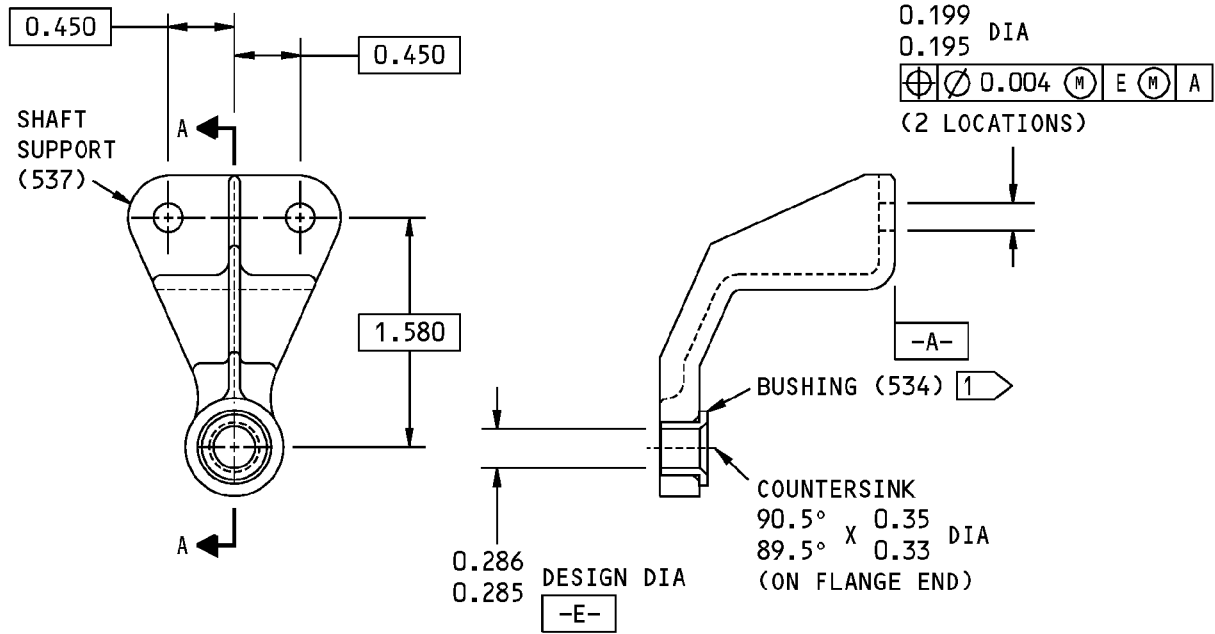 0.450
0.450
SHAFT
SUPPORT
(537)
A
A
1.580
0.199
0.195 DIA
⌖ ⌀ 0.004 Ⓜ E Ⓜ A
(2 LOCATIONS)
-A-
BUSHING (534) 1
COUNTERSINK
90.5° X 0.35 DIA
89.5° 0.33
(ON FLANGE END)
0.286
0.285 DESIGN DIA
-E-